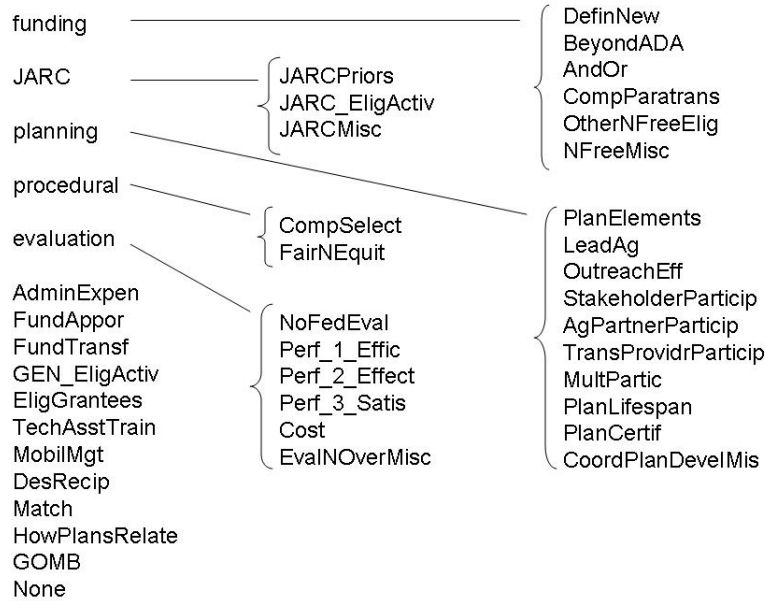 funding
JARC
planning
procedural
evaluation
AdminExpen
FundAppor
FundTransf
GEN_EligActiv
EligGrantees
TechAsstTrain
MobilMgt
DesRecip
Match
HowPlansRelate
GOMB
None
JARCPriors
JARC_EligActiv
JARCMisc
CompSelect
FairNEquit
NoFedEval
Perf_1_Effic
Perf_2_Effect
Perf_3_Satis
Cost
EvalNOverMisc
DefinNew
BeyondADA
AndOr
CompParatrans
OtherNFreeElig
NFreeMisc
PlanElements
LeadAg
OutreachEff
StakeholderParticip
AgPartnerParticip
TransProvidrParticip
MultPartic
PlanLifespan
PlanCertif
CoordPlanDevelMis